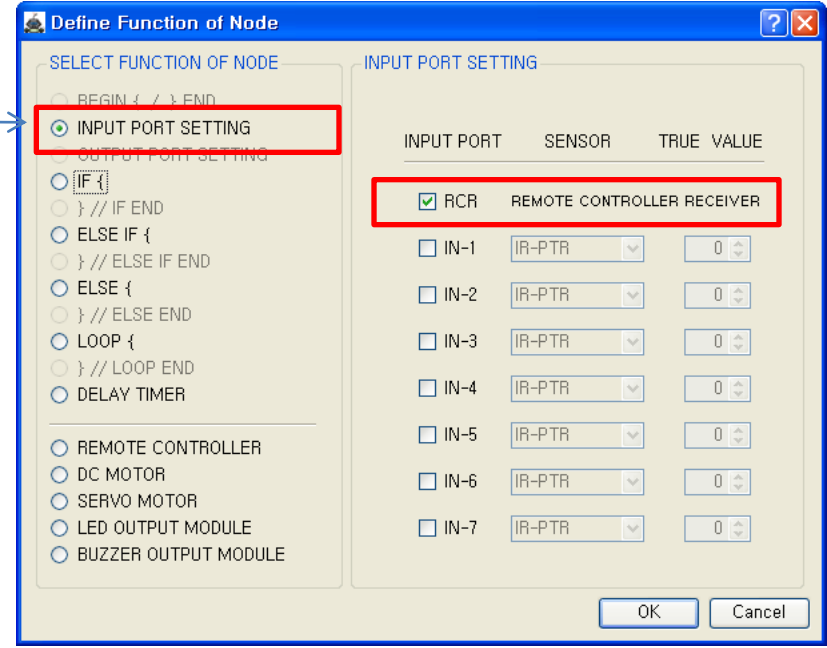 Define Function of Node
SELECT FUNCTION OF NODE
BEGIN { / } END
INPUT PORT SETTING
OUTPUT PORT SETTING
IF {
} // IF END
ELSE IF {
} // ELSE IF END
ELSE {
} // ELSE END
LOOP {
} // LOOP END
DELAY TIMER
REMOTE CONTROLLER
DC MOTOR
SERVO MOTOR
LED OUTPUT MODULE
BUZZER OUTPUT MODULE
INPUT PORT SETTING
INPUT PORT SENSOR TRUE VALUE
RCR REMOTE CONTROLLER RECEIVER
IN-1 IR-PTR 0
IN-2 IR-PTR 0
IN-3 IR-PTR 0
IN-4 IR-PTR 0
IN-5 IR-PTR 0
IN-6 IR-PTR 0
IN-7 IR-PTR 0
OK Cancel